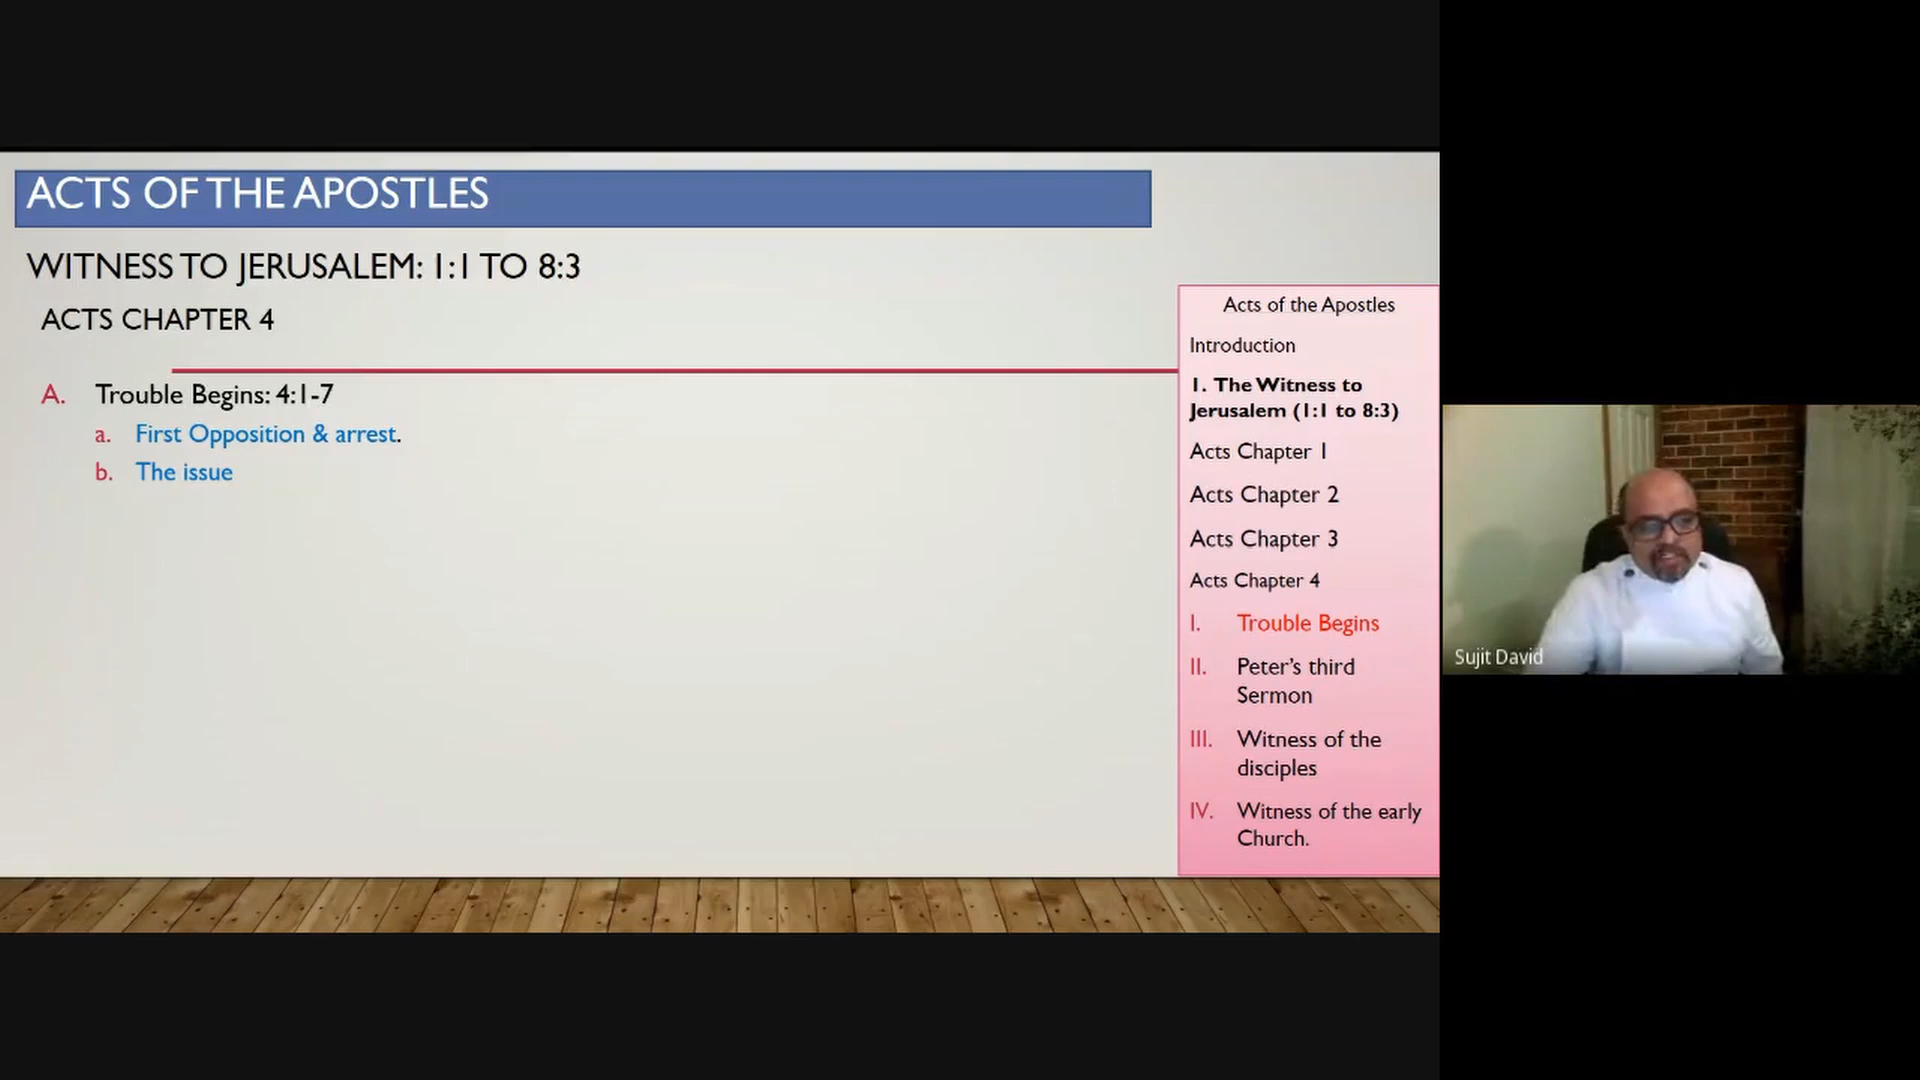 ACTS OF THE APOSTLES
WITNESS TO JERUSALEM: 1:1 TO 8:3
ACTS CHAPTER 4
A. Trouble Begins: 4:1-7
a. First Opposition & arrest.
b. The issue
Acts of the Apostles
Introduction
1. The Witness to
Jerusalem (1:1 to 8:3)
Acts Chapter 1
Acts Chapter 2
Acts Chapter 3
Acts Chapter 4
I. Trouble Begins
II. Peter's third
Sermon
III. Witness of the
disciples
IV. Witness of the early
Church.
Sujit David